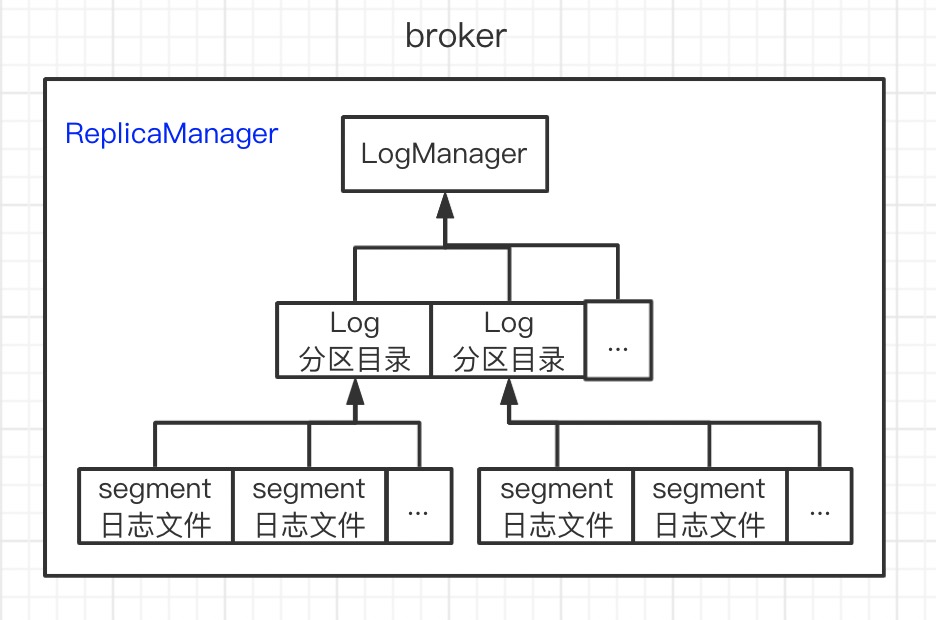 broker
ReplicaManager
LogManager
Log
分区目录
Log
分区目录
...
segment
日志文件
segment
日志文件
...
segment
日志文件
segment
日志文件
...